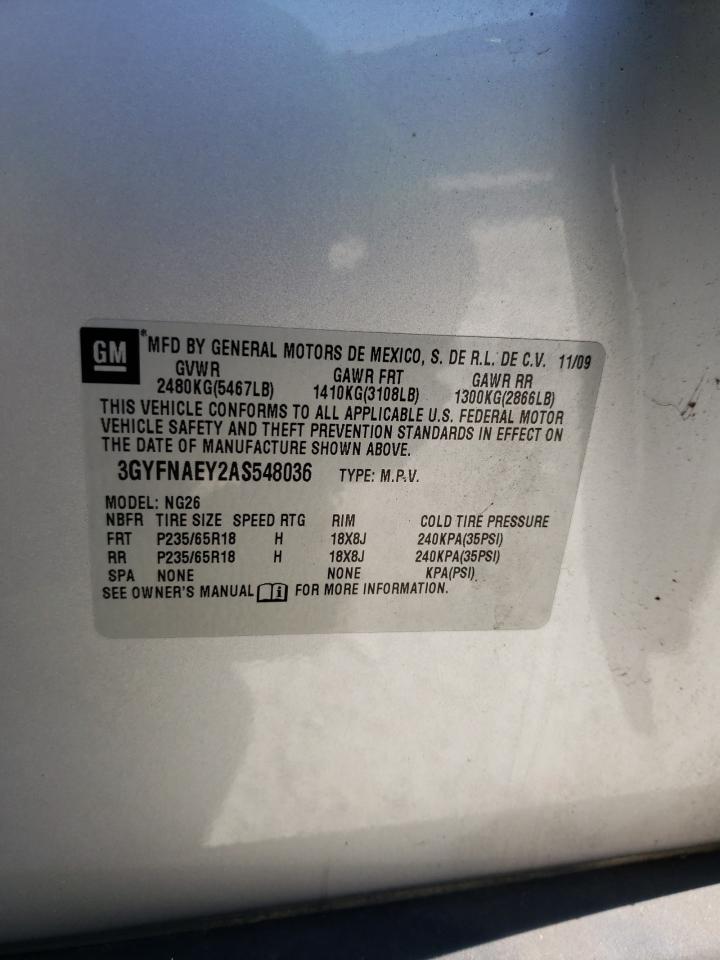 GM *MFD BY GENERAL MOTORS DE MEXICO, S. DE R.L. DE C.V. 11/09
GVWR GAWR FRT GAWR RR
2480KG(5467LB) 1410KG(3108LB) 1300KG(2866LB)
THIS VEHICLE CONFORMS TO ALL APPLICABLE U.S. FEDERAL MOTOR
VEHICLE SAFETY AND THEFT PREVENTION STANDARDS IN EFFECT ON
THE DATE OF MANUFACTURE SHOWN ABOVE.
3GYFNAEY2AS548036 TYPE: M.P.V.
MODEL: NG26
NBFR TIRE SIZE SPEED RTG RIM COLD TIRE PRESSURE
FRT P235/65R18 H 18X8J 240KPA(35PSI)
RR P235/65R18 H 18X8J 240KPA(35PSI)
SPA NONE NONE KPA(PSI)
SEE OWNER'S MANUAL FOR MORE INFORMATION.